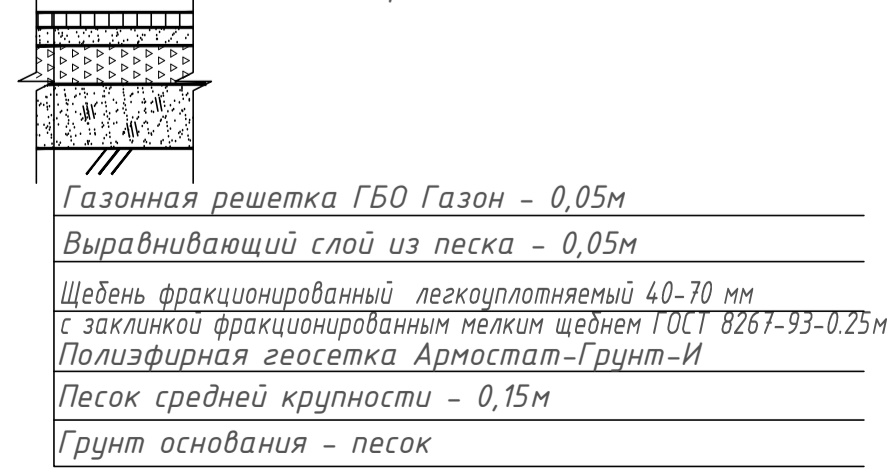 Газонная решетка ГБО Газон - 0,05м
Выравнивающий слой из песка - 0,05м
Щебень фракционированный легкоуплотняемый 40-70 мм
с заклинкой фракционированным мелким щебнем ГОСТ 8267-93-0.25м
Полиэфирная геосетка Армостат-Грунт-И
Песок средней крупности - 0,15м
Грунт основания - песок